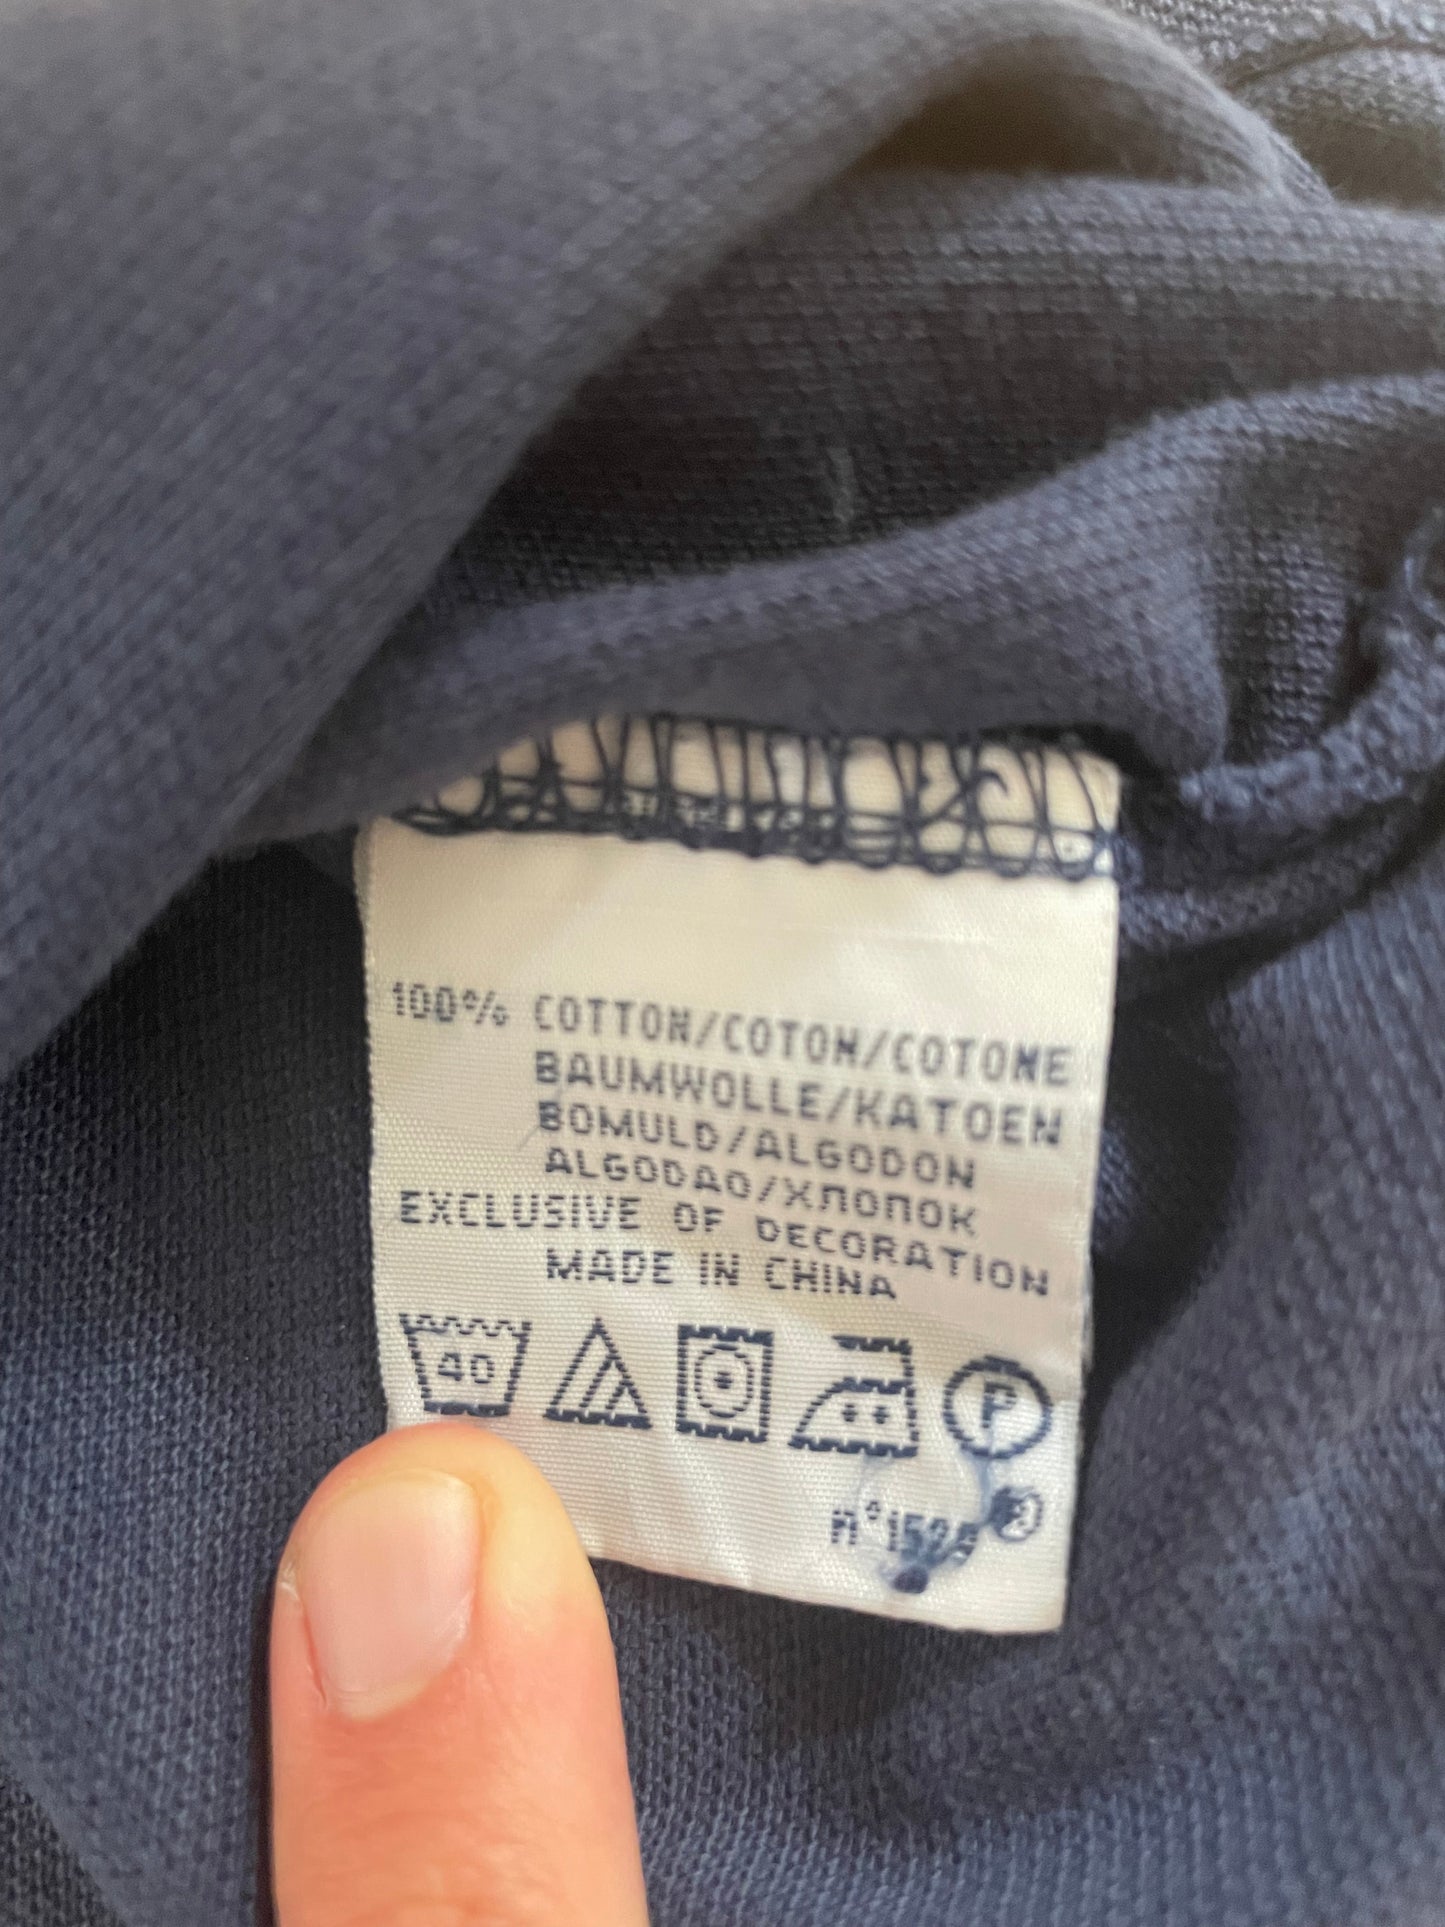 100% COTTON/COTON/COTONE
BAUMWOLLE/KATOEN
BOMULD/ALGODON
ALGODAO/ХЛОПОК
EXCLUSIVE OF DECORATION
MADE IN CHINA
40
P